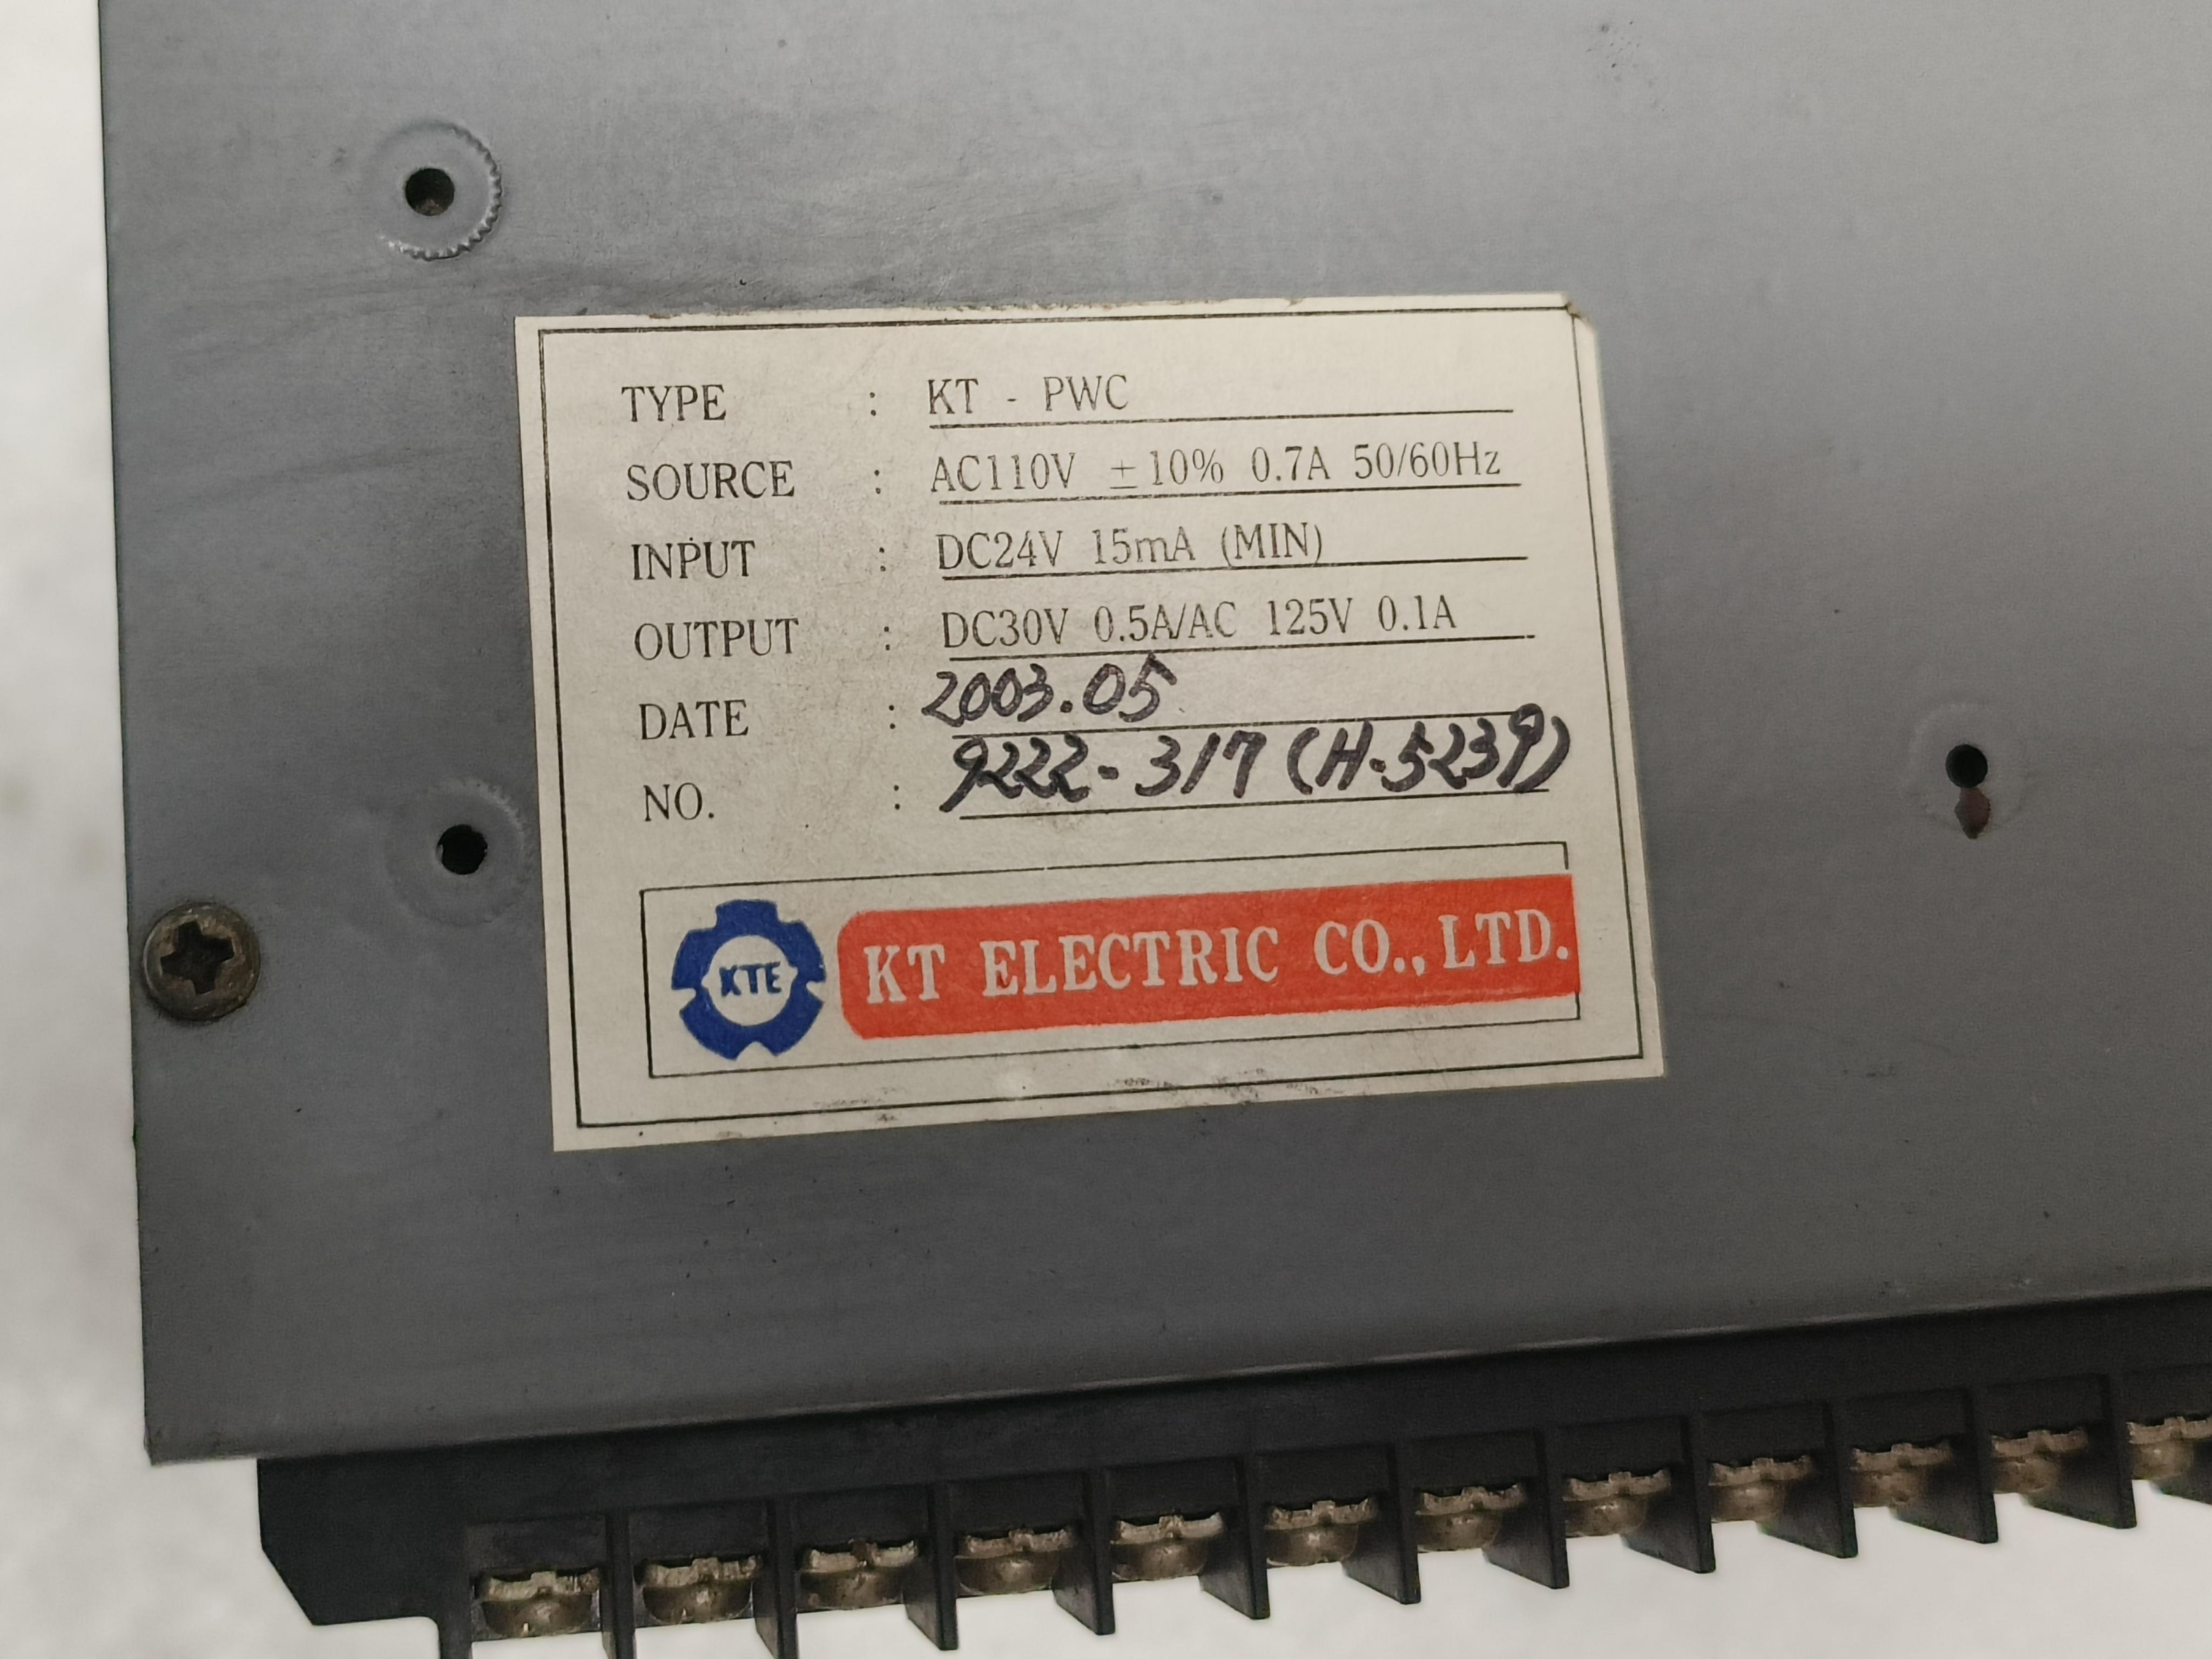 TYPE : KT - PWC
SOURCE : AC110V ±10% 0.7A 50/60Hz
INPUT : DC24V 15mA (MIN)
OUTPUT : DC30V 0.5A/AC 125V 0.1A
DATE : 2003.05
NO. : 9222-317 (H-5239)
KTE KT ELECTRIC CO., LTD.